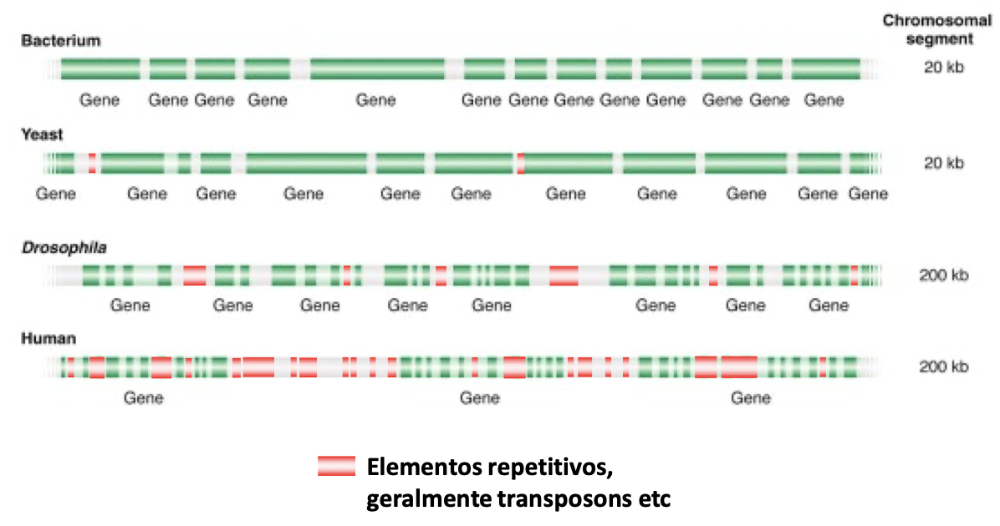 Chromosomal
segment
Bacterium
20 kb
Gene Gene Gene Gene Gene Gene Gene Gene Gene Gene Gene Gene Gene
Yeast
20 kb
Gene Gene Gene Gene Gene Gene Gene Gene Gene Gene Gene
Drosophila
200 kb
Gene Gene Gene Gene Gene Gene Gene Gene
Human
200 kb
Gene Gene Gene
Elementos repetitivos,
geralmente transposons etc